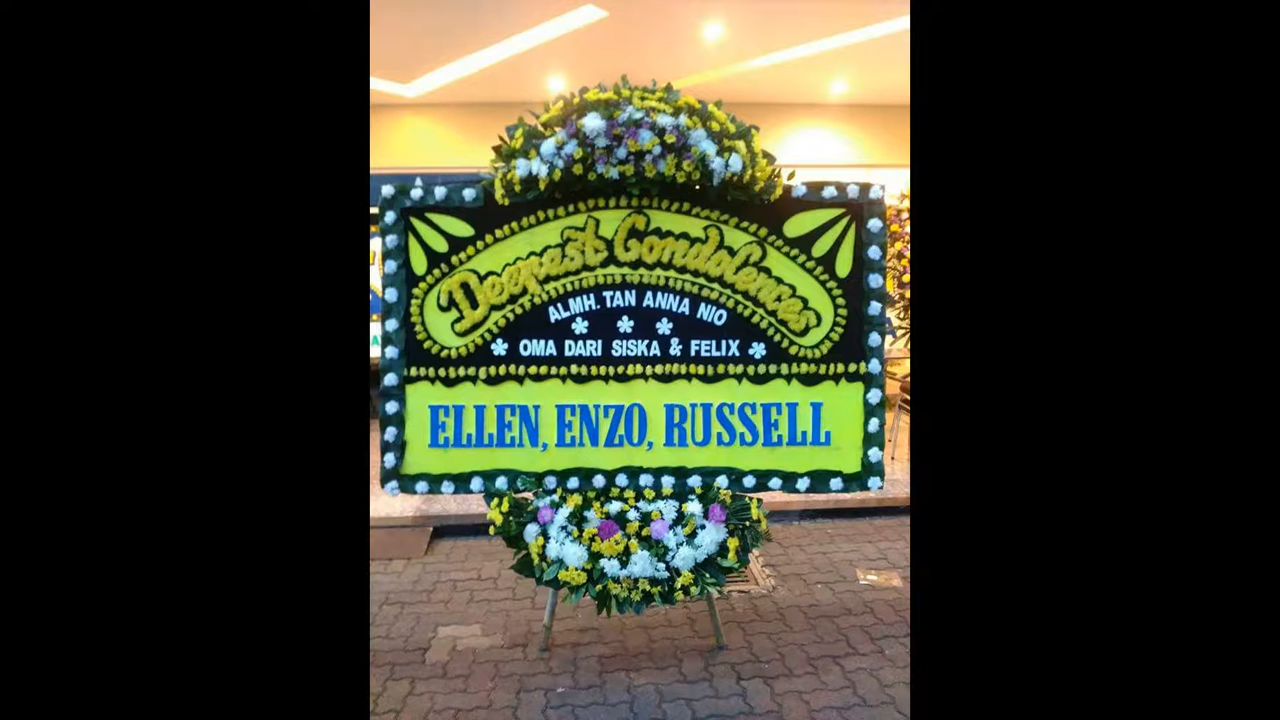 Deepest Condolences
ALMH. TAN ANNA NIO
OMA DARI SISKA & FELIX
ELLEN, ENZO, RUSSELL